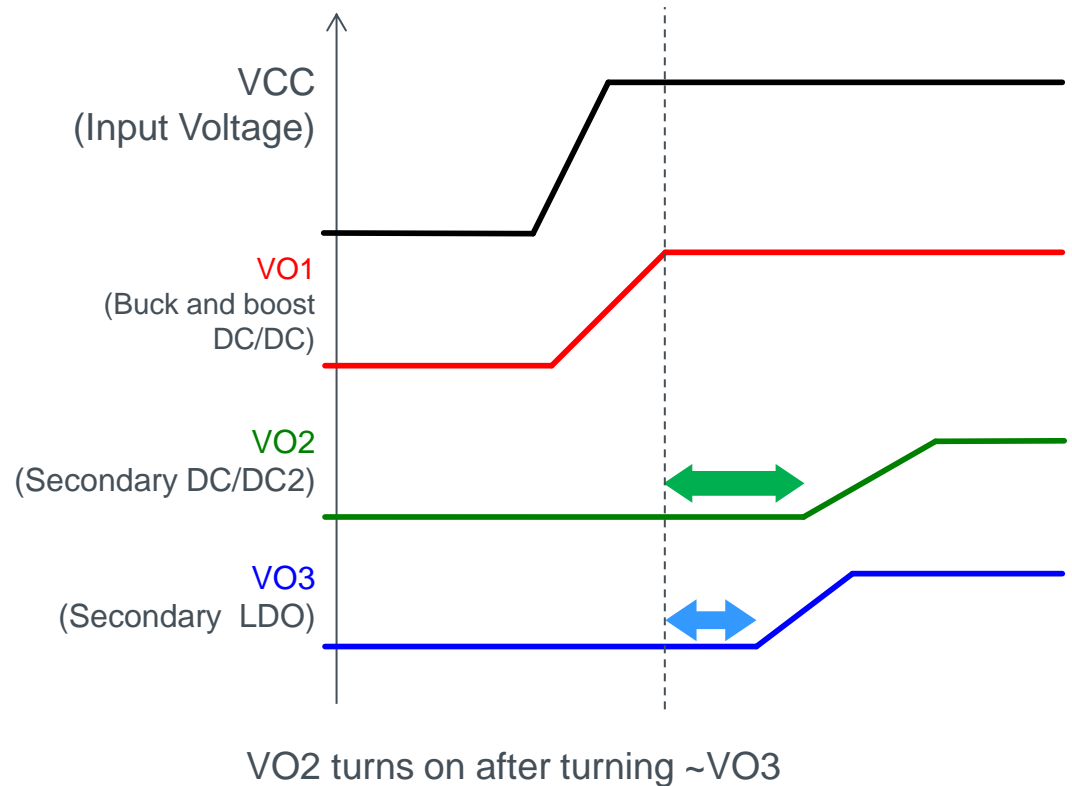 VCC
(Input Voltage)
VO1
(Buck and boost
DC/DC)
VO2
(Secondary DC/DC2)
VO3
(Secondary LDO)
VO2 turns on after turning ~VO3